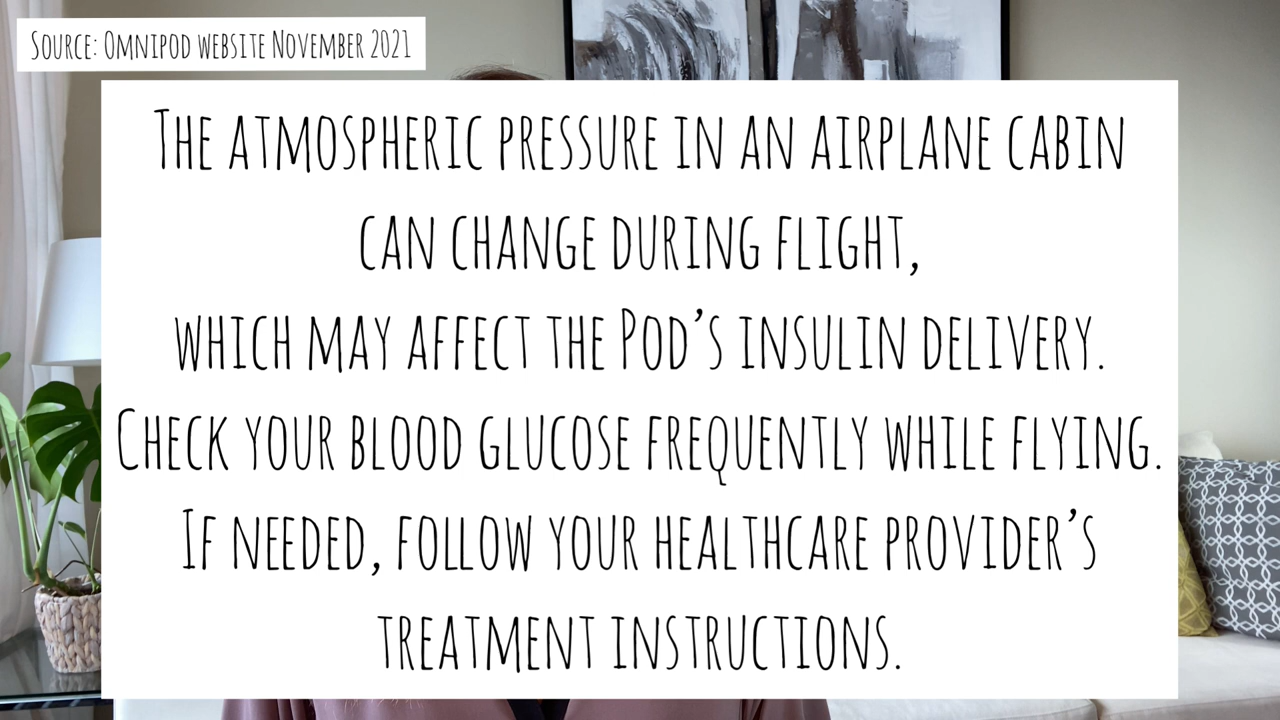 Source: Omnipod website November 2021
The atmospheric pressure in an airplane cabin
can change during flight,
which may affect the Pod's insulin delivery.
Check your blood glucose frequently while flying.
If needed, follow your healthcare provider's
treatment instructions.